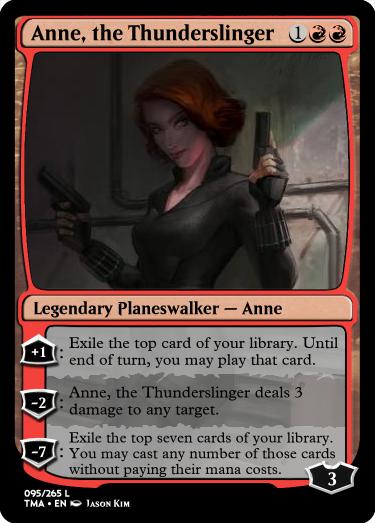 Anne, the Thunderslinger 1
Legendary Planeswalker — Anne
+1: Exile the top card of your library. Until
end of turn, you may play that card.
-2: Anne, the Thunderslinger deals 3
damage to any target.
-7: Exile the top seven cards of your library.
You may cast any number of those cards
without paying their mana costs.
3
095/265 L
TMA • EN Jason Kim